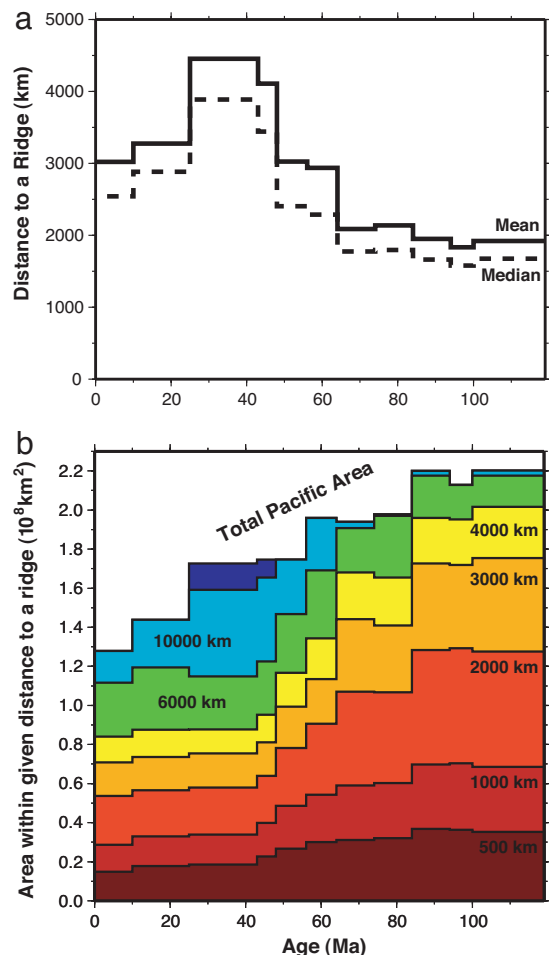 a
Distance to a Ridge (km)
5000
4000
3000
2000
1000
0
Mean
Median
0 20 40 60 80 100
b
Area within given distance to a ridge (10⁸km²)
2.2
2.0
1.8
1.6
1.4
1.2
1.0
0.8
0.6
0.4
0.2
0.0
Total Pacific Area
4000 km
3000 km
10000 km
2000 km
6000 km
1000 km
500 km
0 20 40 60 80 100
Age (Ma)